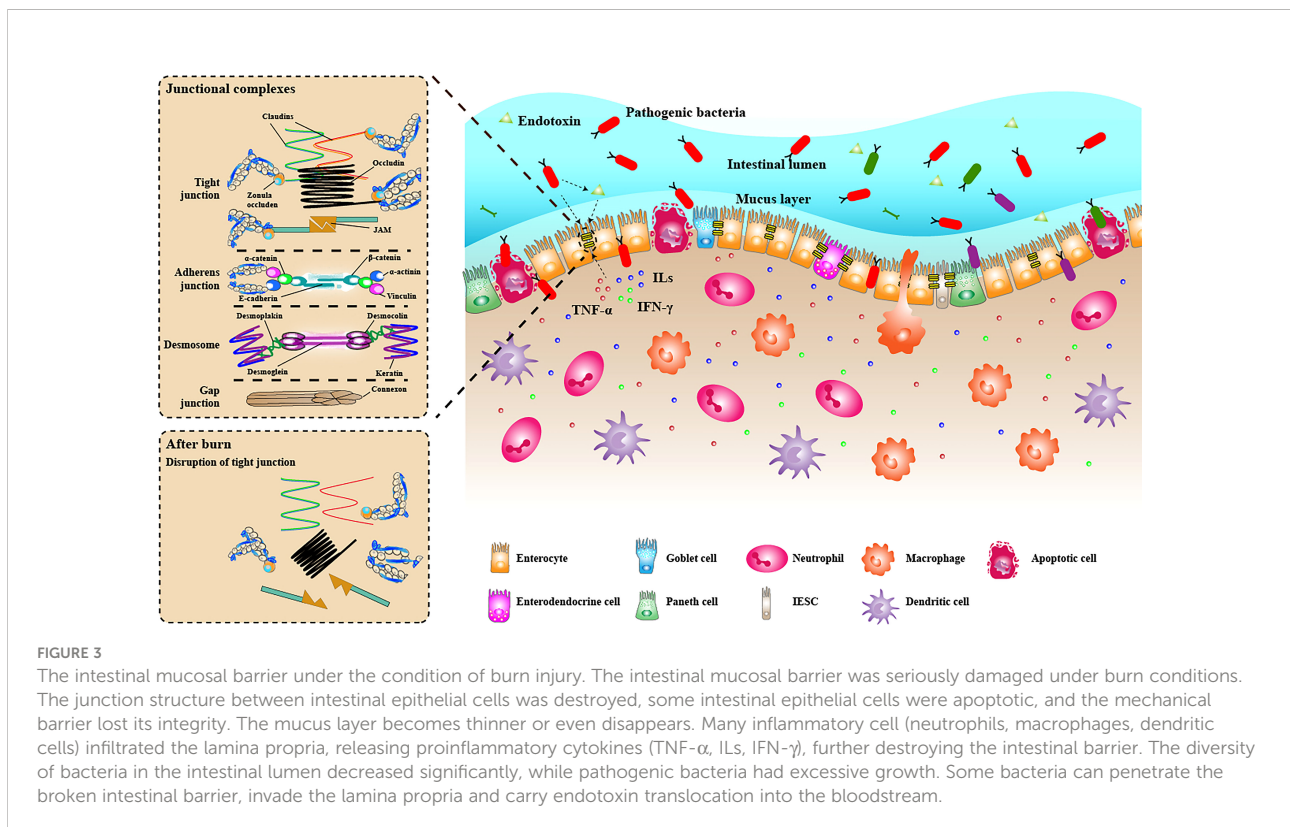 Junctional complexes
Claudins
Occludin
Tight
junction
Zonula
occluden
JAM
α-catenin
β-catenin
Adherens
junction
α-actinin
E-cadherin
Vinculin
Desmoplakin
Desmocolin
Desmosome
Desmoglein
Keratin
Gap
junction
Connexon
After burn
Disruption of tight junction
Endotoxin
Pathogenic bacteria
Intestinal lumen
Mucus layer
ILs
TNF-α
IFN-γ
Enterocyte
Goblet cell
Neutrophil
Macrophage
Apoptotic cell
Enterodendocrine cell
Paneth cell
IESC
Dendritic cell
FIGURE 3
The intestinal mucosal barrier under the condition of burn injury. The intestinal mucosal barrier was seriously damaged under burn conditions.
The junction structure between intestinal epithelial cells was destroyed, some intestinal epithelial cells were apoptotic, and the mechanical
barrier lost its integrity. The mucus layer becomes thinner or even disappears. Many inflammatory cell (neutrophils, macrophages, dendritic
cells) infiltrated the lamina propria, releasing proinflammatory cytokines (TNF-α, ILs, IFN-γ), further destroying the intestinal barrier. The diversity
of bacteria in the intestinal lumen decreased significantly, while pathogenic bacteria had excessive growth. Some bacteria can penetrate the
broken intestinal barrier, invade the lamina propria and carry endotoxin translocation into the bloodstream.